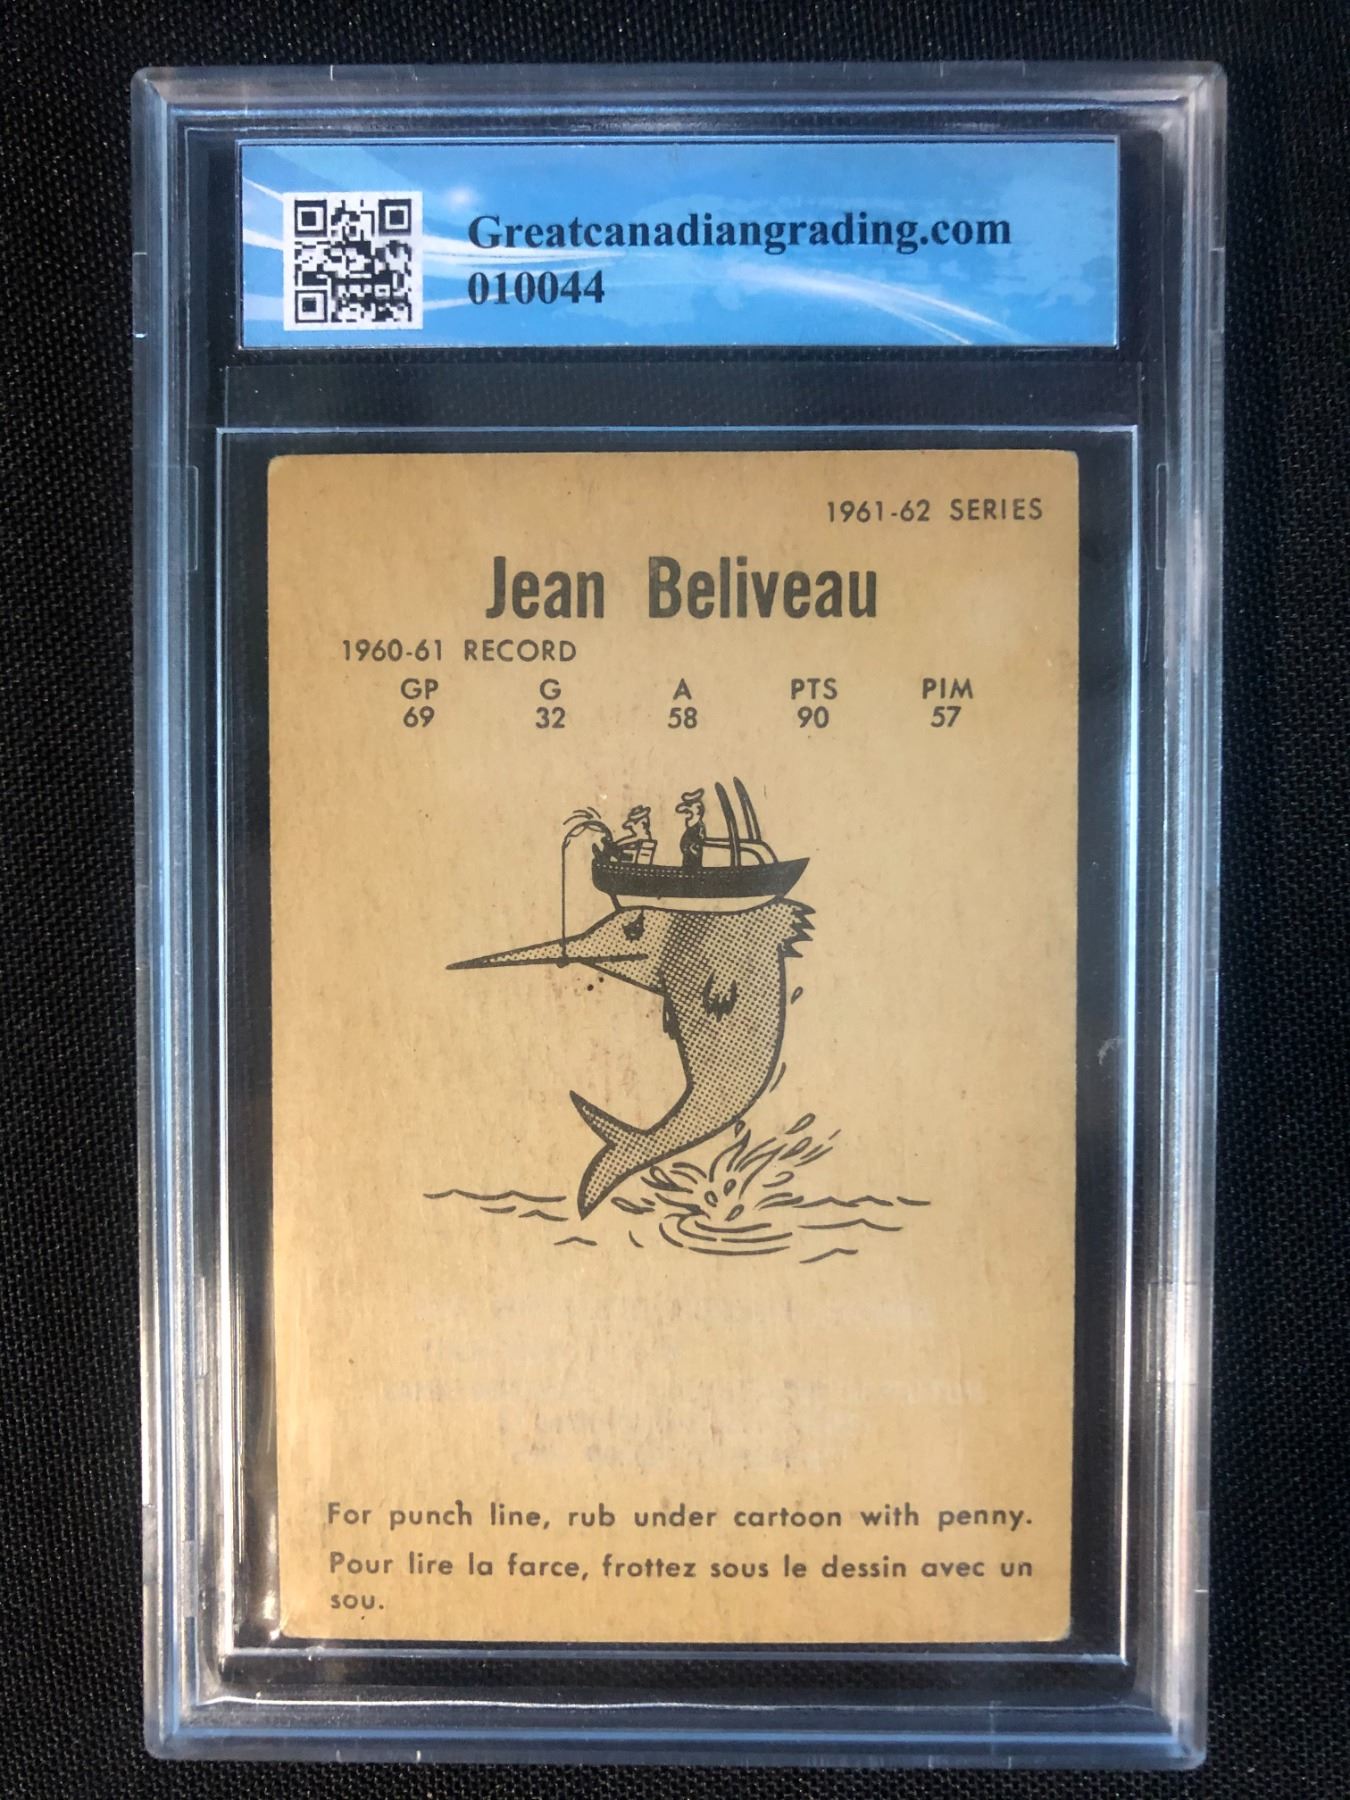 Greatcanadiangrading.com
010044
1961-62 SERIES
Jean Beliveau
1960-61 RECORD
GP G A PTS PIM
69 32 58 90 57
For punch line, rub under cartoon with penny.
Pour lire la farce, frottez sous le dessin avec un
sou.